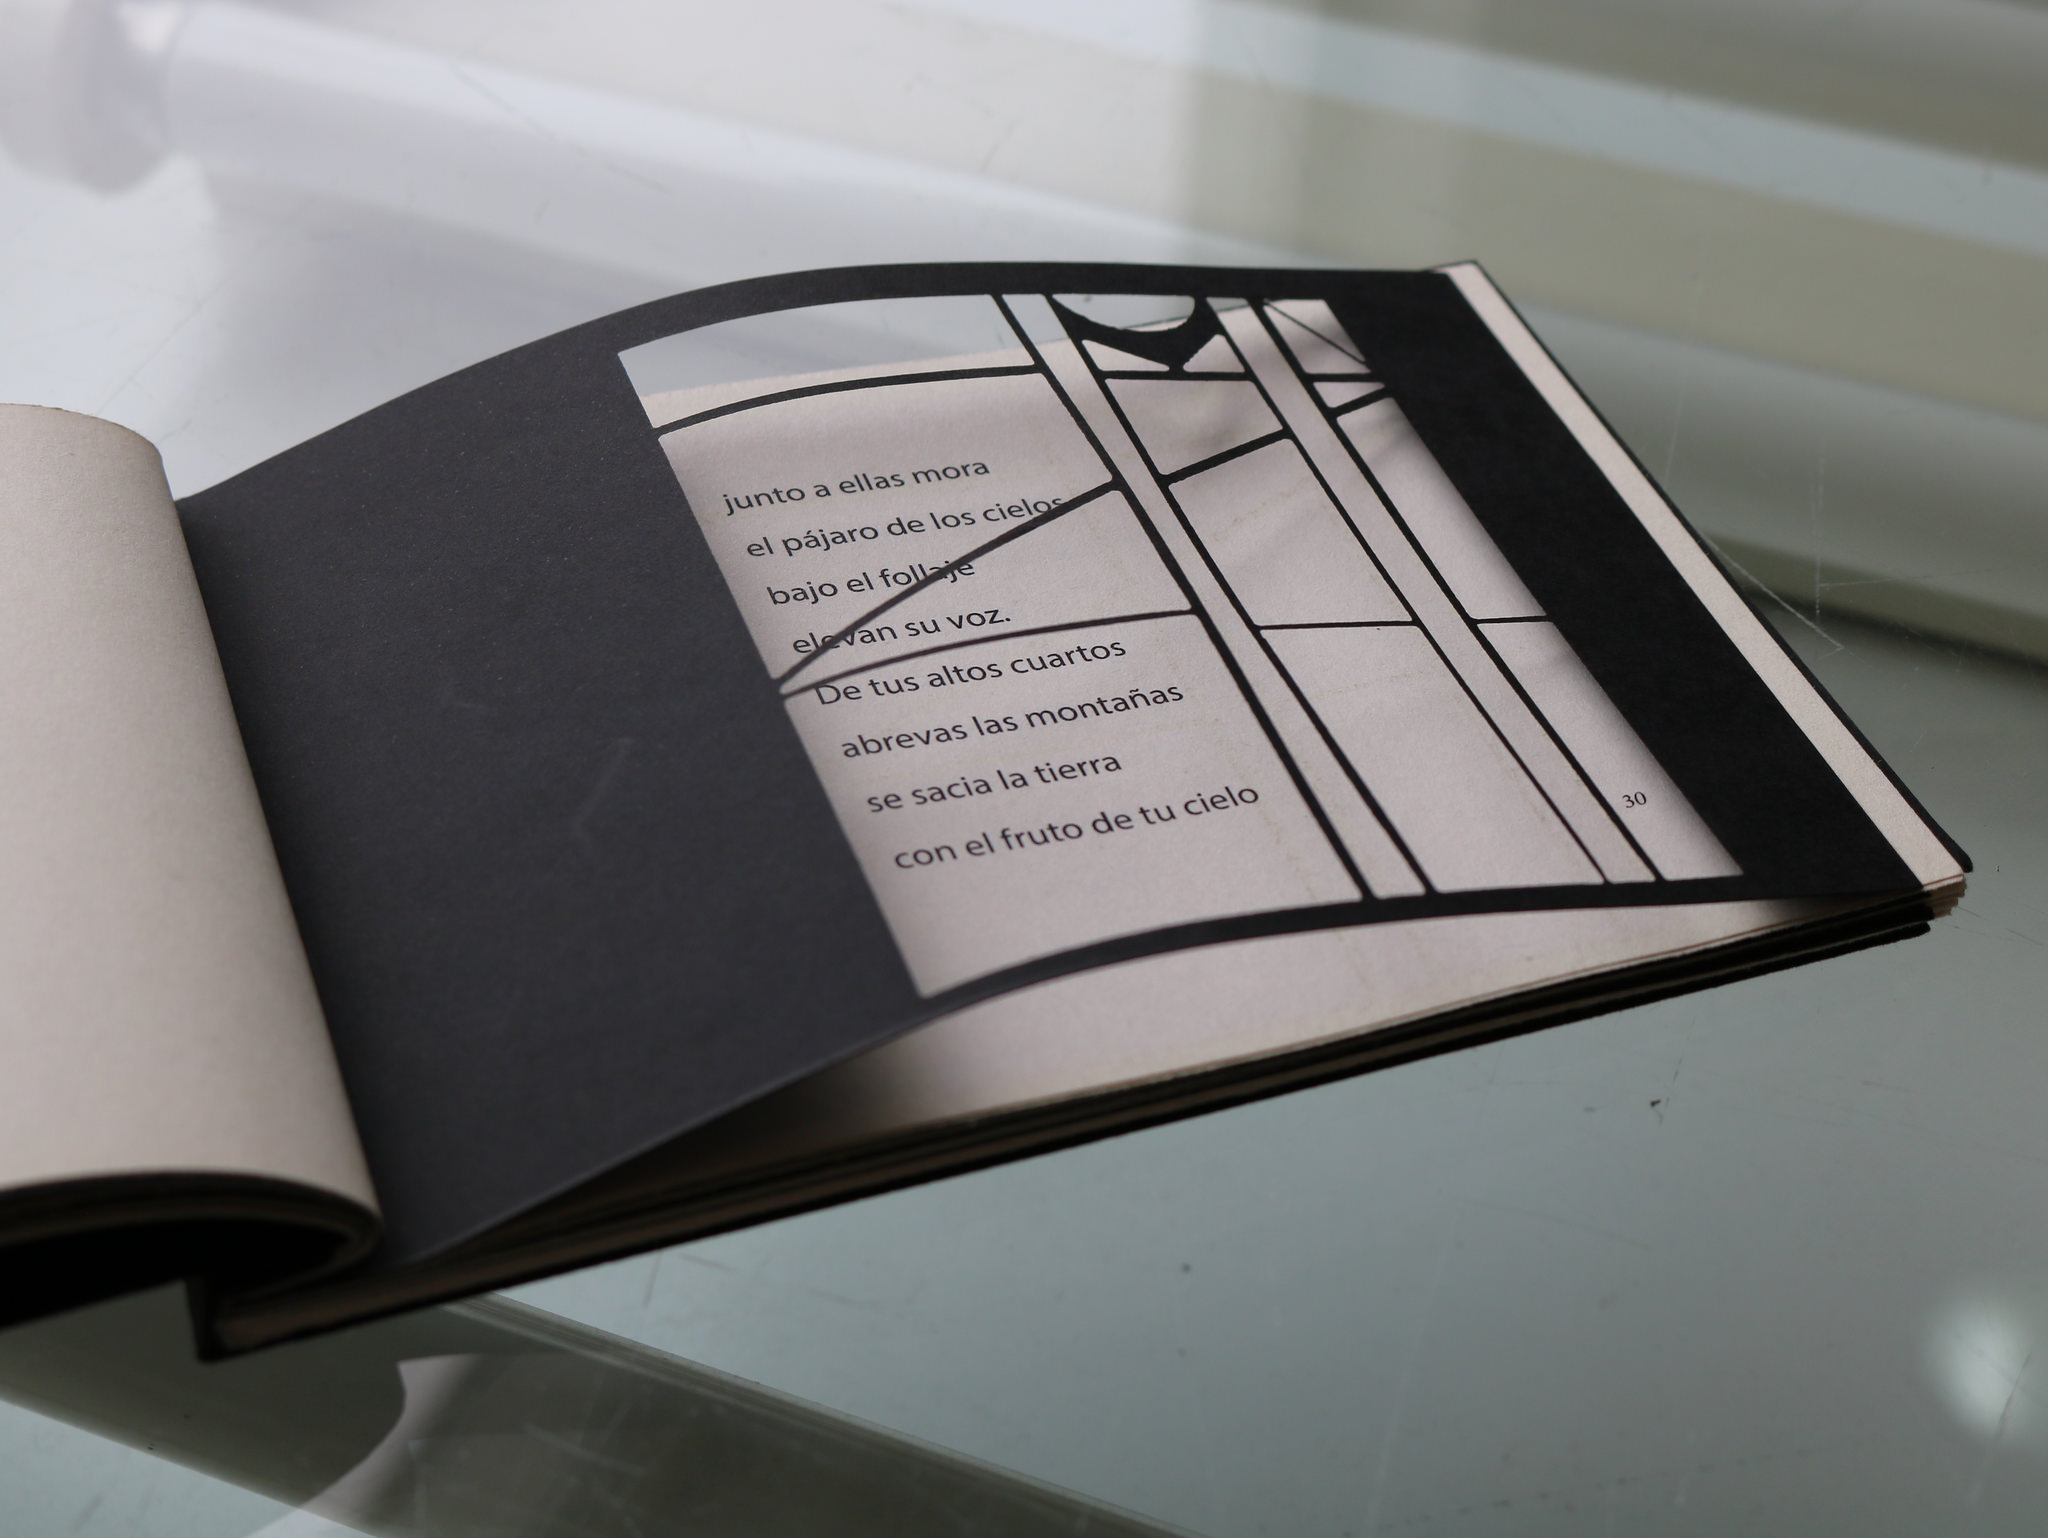 junto a ellas mora
el pájaro de los cielos
bajo el follaje
elevan su voz.
De tus altos cuartos
abrevas las montañas
se sacia la tierra
con el fruto de tu cielo
30